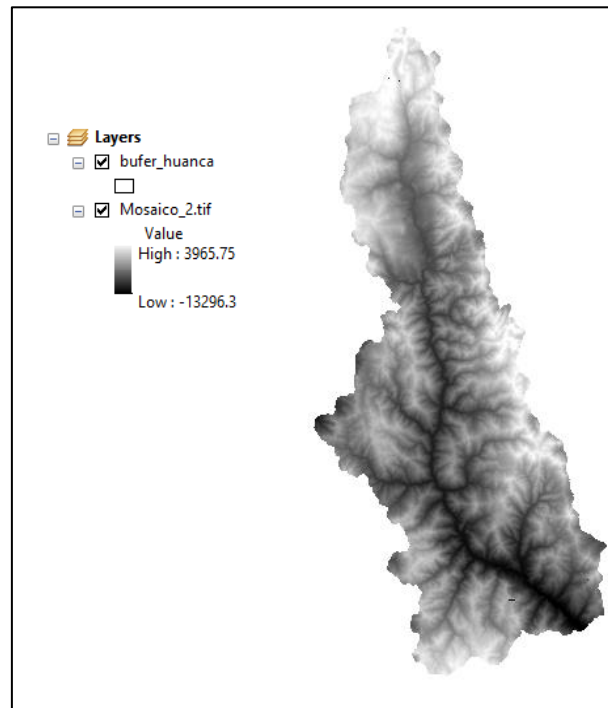 Layers
bufer_huanca
Mosaico_2.tif
Value
High : 3965.75
Low : -13296.3